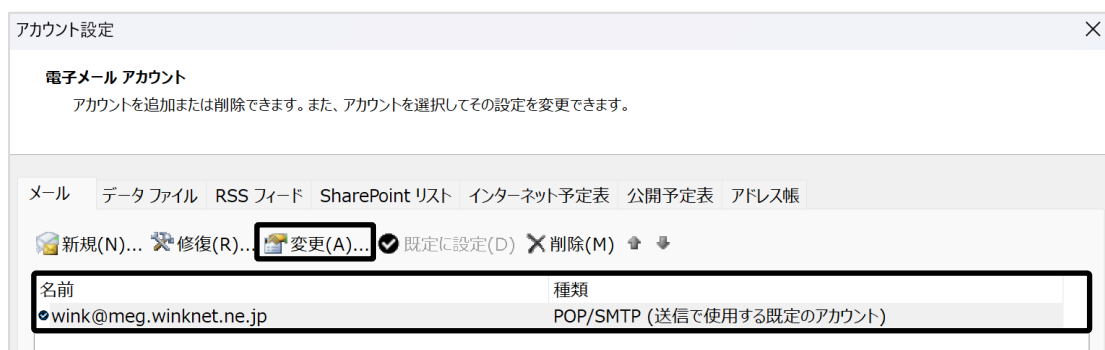 アカウント設定
電子メール アカウント
アカウントを追加または削除できます。また、アカウントを選択してその設定を変更できます。
メール データ ファイル RSS フィード SharePoint リスト インターネット予定表 公開予定表 アドレス帳
新規(N)... 修復(R)... 変更(A)... 既定に設定(D) 削除(M)
名前 種類
wink@meg.winknet.ne.jp POP/SMTP (送信で使用する既定のアカウント)